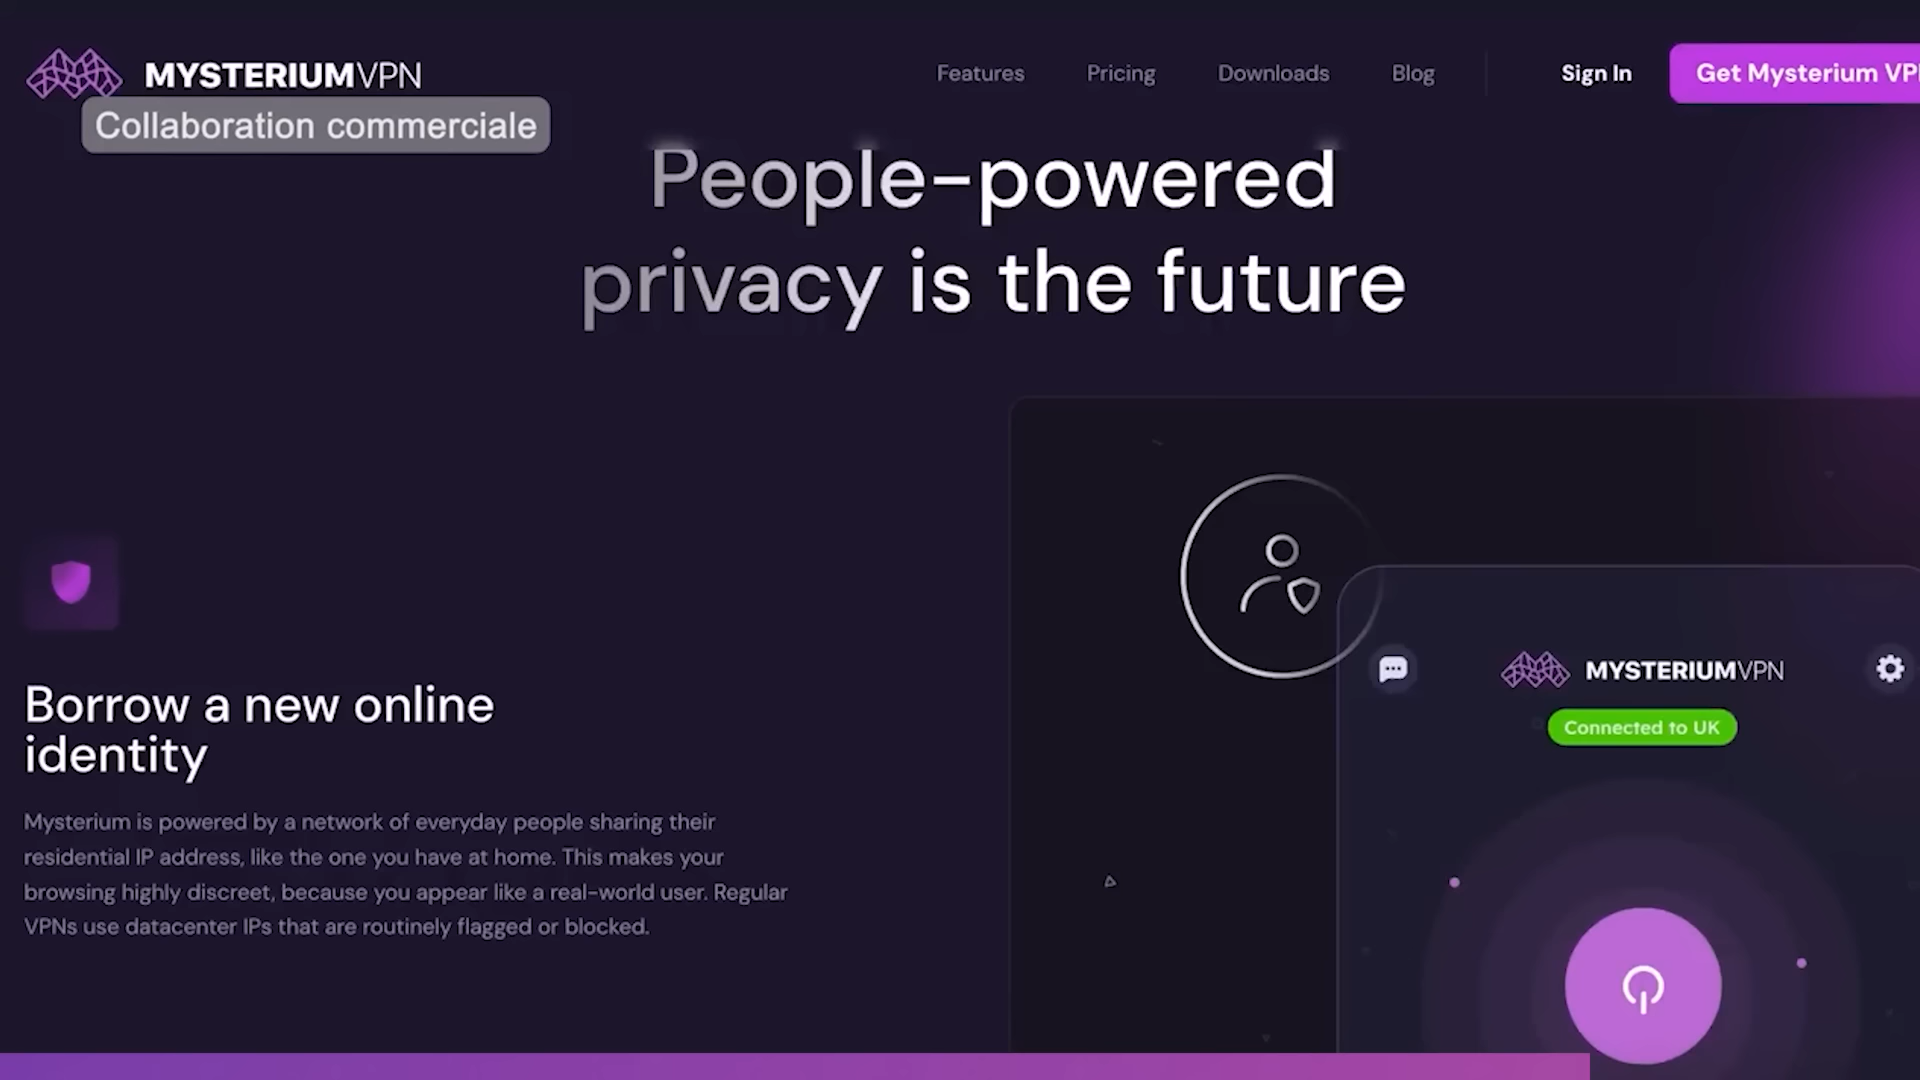 MYSTERIUMVPN
Features
Pricing
Downloads
Blog
Sign In
Get Mysterium VP
Collaboration commerciale
People-powered
privacy is the future
MYSTERIUMVPN
Connected to UK
Borrow a new online
identity
Mysterium is powered by a network of everyday people sharing their
residential IP address, like the one you have at home. This makes your
browsing highly discreet, because you appear like a real-world user. Regular
VPNs use datacenter IPs that are routinely flagged or blocked.